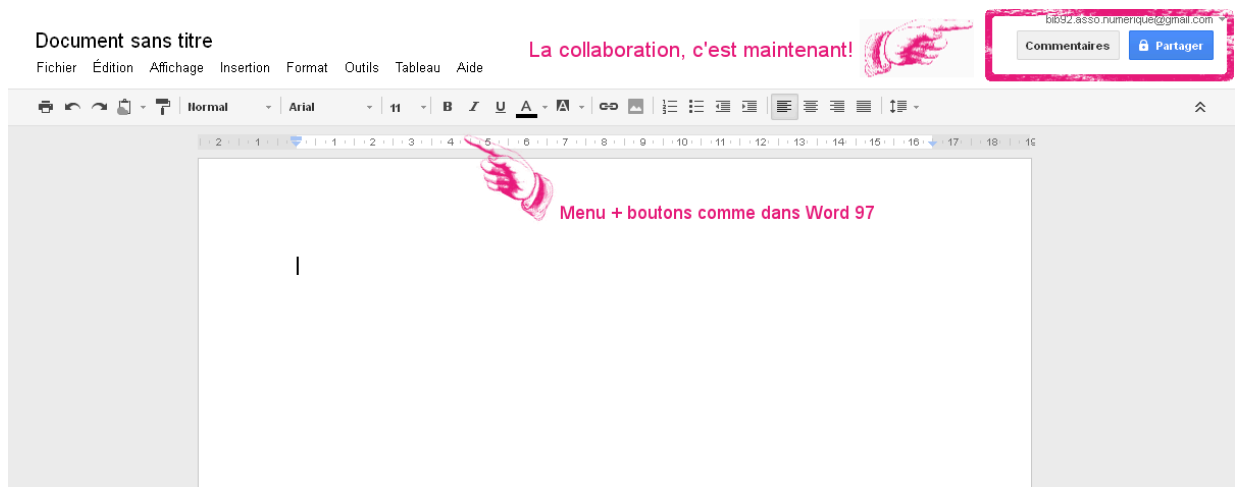 bib92.asso.numerique@gmail.com
Document sans titre
La collaboration, c'est maintenant!
Commentaires
Partager
Fichier Édition Affichage Insertion Format Outils Tableau Aide
Normal Arial 11 B I U A A
2 1 1 2 3 4 5 6 7 8 9 10 11 12 13 14 15 16 17 18 19
Menu + boutons comme dans Word 97